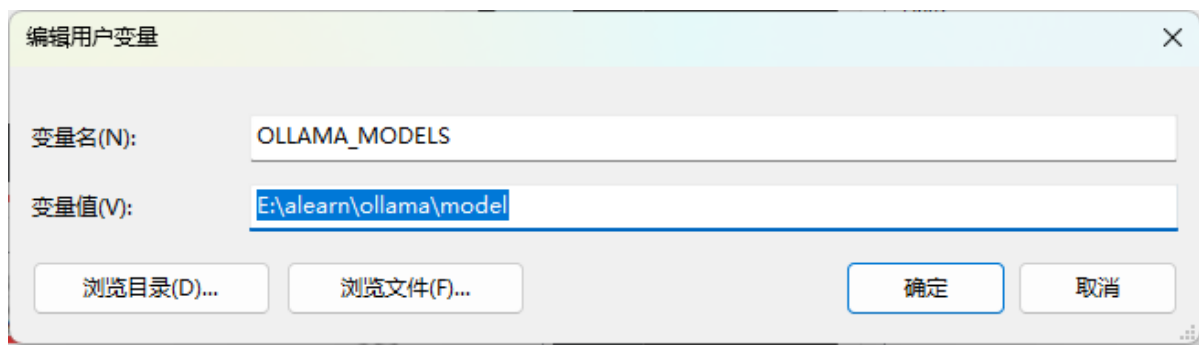 编辑用户变量
变量名(N):
OLLAMA_MODELS
变量值(V):
E:\alearn\ollama\model
浏览目录(D)... 浏览文件(F)... 确定 取消